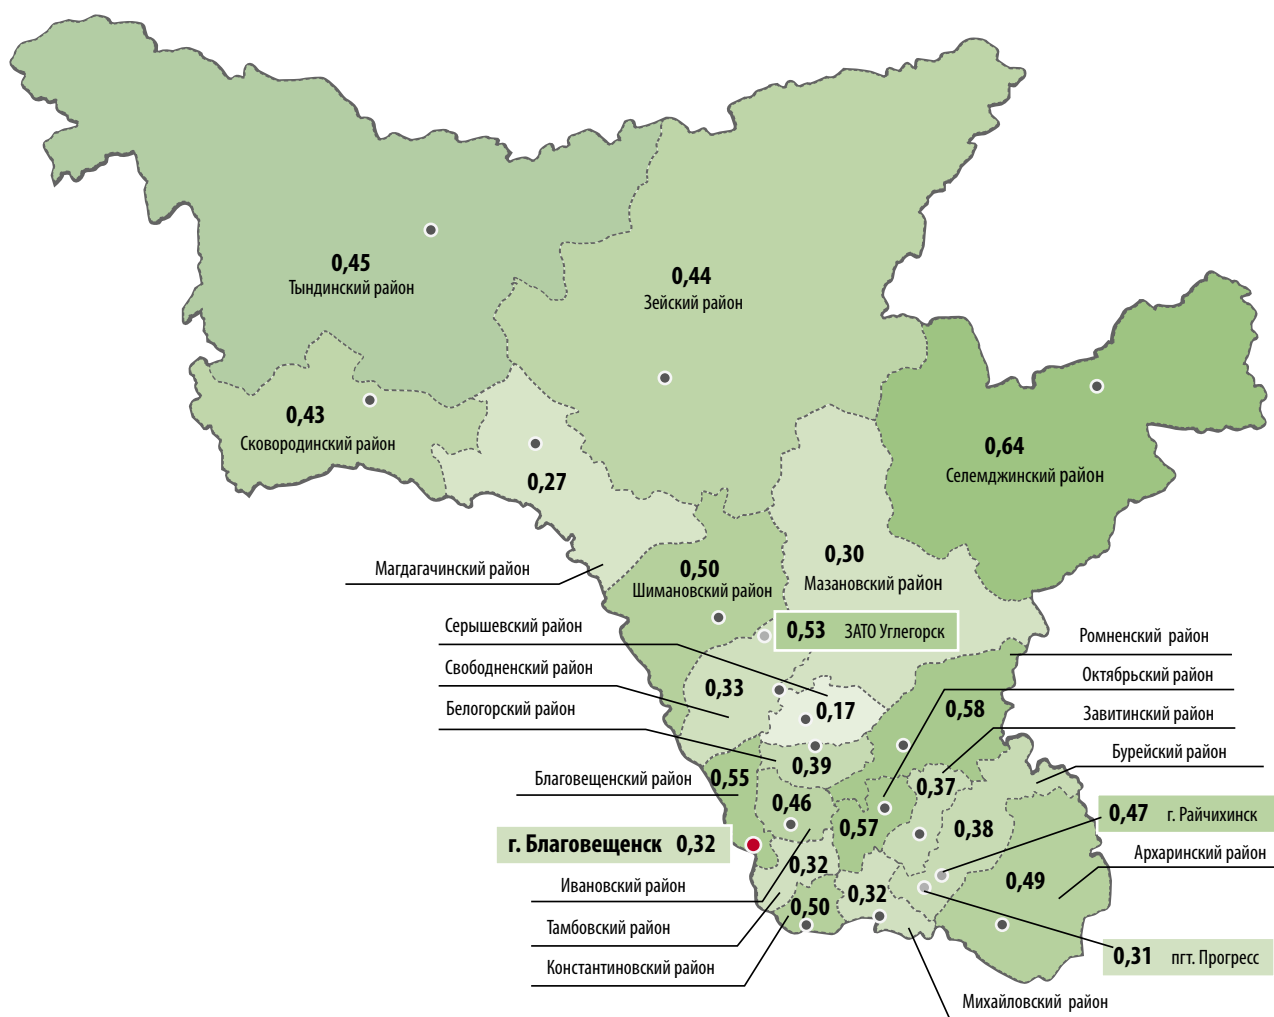 0,45
Тындинский район
0,44
Зейский район
0,43
Сковородинский район
0,64
Селемджинский район
0,27
Магдагачинский район
0,50
Шимановский район
0,30
Мазановский район
0,53 ЗАТО Углегорск
Серышевский район
Свободненский район
Белогорский район
Ромненский район
Октябрьский район
Завитинский район
Бурейский район
0,33
0,17
0,58
0,39
0,55
Благовещенский район
0,37
0,46
0,57
0,38
0,47 г. Райчихинск
г. Благовещенск 0,32
Архаринский район
0,32
0,49
Ивановский район
0,32
0,50
Тамбовский район
0,31 пгт. Прогресс
Константиновский район
Михайловский район